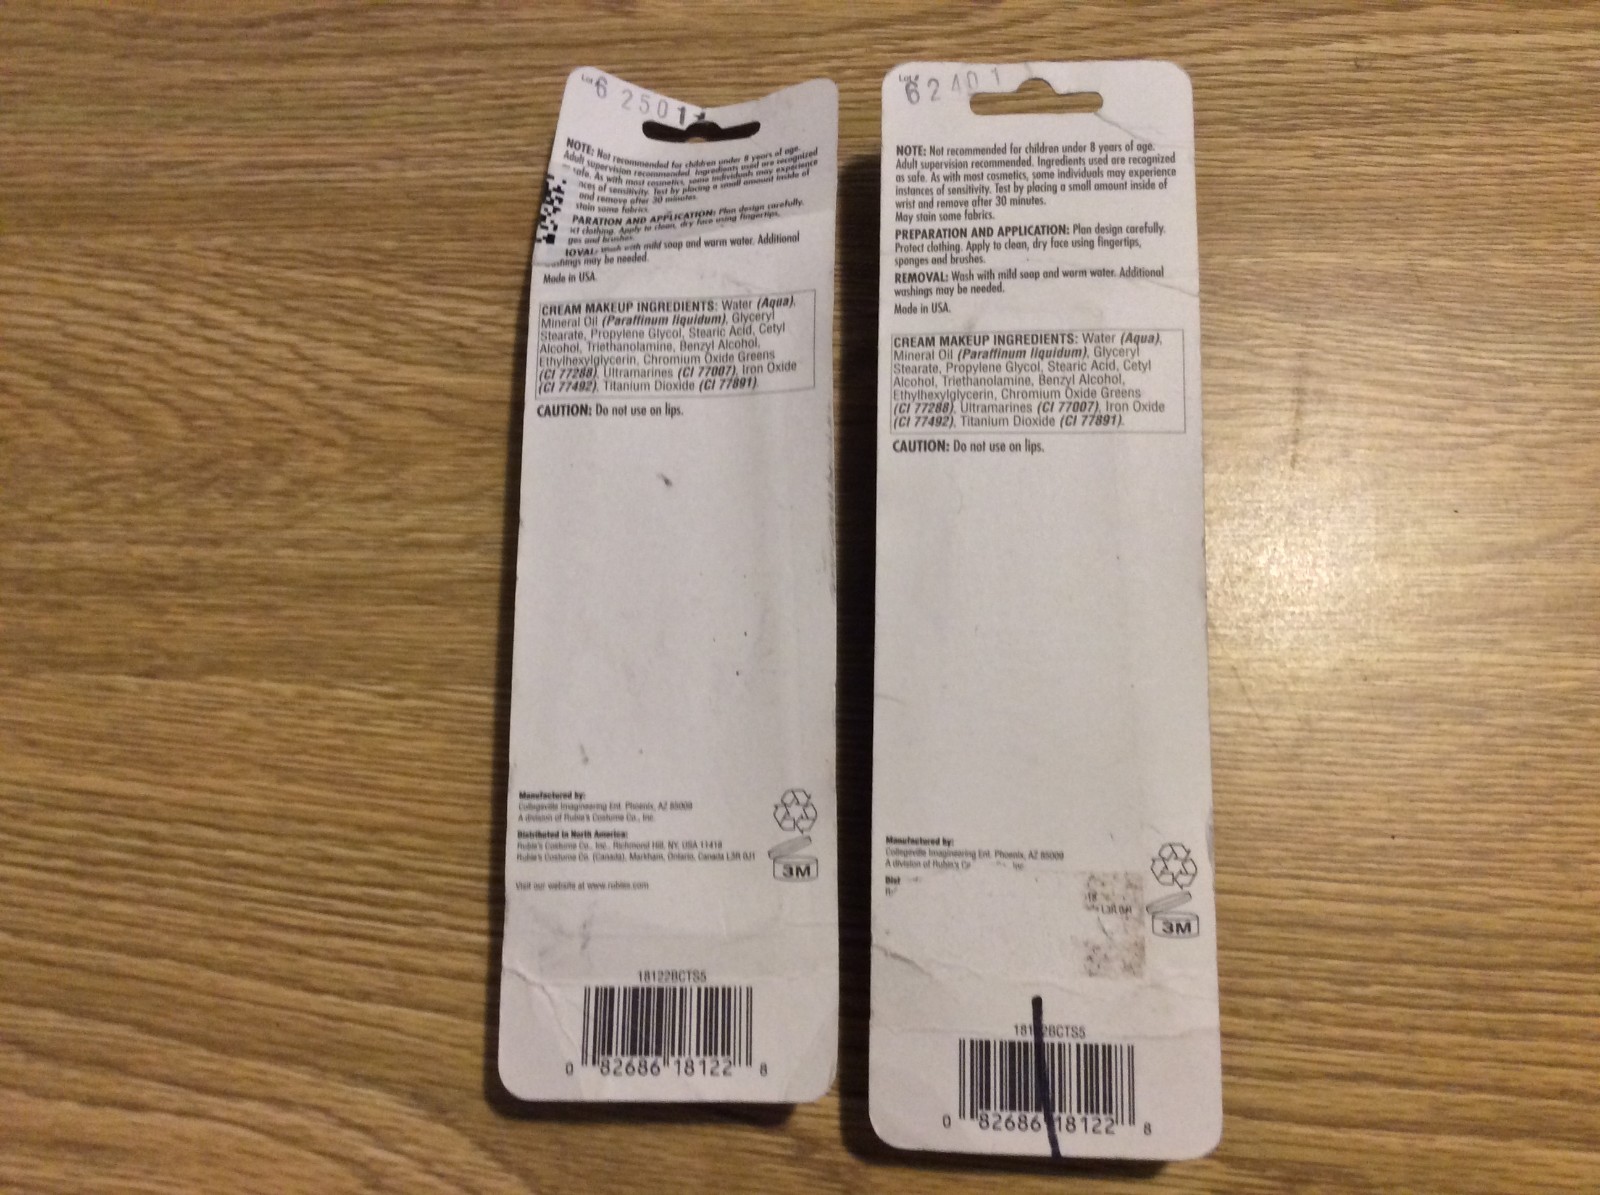 Lot#
6 2501
NOTE: Not recommended for children under 8 years of age.
Adult supervision recommended. Ingredients used are recognized
safe. As with most cosmetics, some individuals may experience
of sensitivity. Test by placing a small amount inside of
and remove after 30 minutes.
stain some fabrics.
PARATION AND APPLICATION: Plan design carefully.
clothing. Apply to clean, dry face using fingertips,
and brushes.
OVAL: Wash with mild soap and warm water. Additional
washings may be needed.
Made in USA.
CREAM MAKEUP INGREDIENTS: Water (Aqua),
Mineral Oil (Paraffinum liquidum), Glyceryl
Stearate, Propylene Glycol, Stearic Acid, Cetyl
Alcohol, Triethanolamine, Benzyl Alcohol,
Ethylhexylglycerin, Chromium Oxide Greens
(CI 77288), Ultramarines (CI 77007), Iron Oxide
(CI 77492), Titanium Dioxide (CI 77891).
CAUTION: Do not use on lips.
Manufactured by:
Collegeville Imagineering Ent. Phoenix, AZ 85009
A division of Rubie's Costume Co., Inc.
Distributed in North America:
Rubie's Costume Co., Inc., Richmond Hill, NY, USA 11418
Rubie's Costume Co. (Canada), Markham, Ontario, Canada L3R 0J1
Visit our website at www.rubies.com
3M
18122BCTS5
0 82686 18122 8
Lot#
6 2401
NOTE: Not recommended for children under 8 years of age.
Adult supervision recommended. Ingredients used are recognized
as safe. As with most cosmetics, some individuals may experience
instances of sensitivity. Test by placing a small amount inside of
wrist and remove after 30 minutes.
May stain some fabrics.
PREPARATION AND APPLICATION: Plan design carefully.
Protect clothing. Apply to clean, dry face using fingertips,
sponges and brushes.
REMOVAL: Wash with mild soap and warm water. Additional
washings may be needed.
Made in USA.
CREAM MAKEUP INGREDIENTS: Water (Aqua),
Mineral Oil (Paraffinum liquidum), Glyceryl
Stearate, Propylene Glycol, Stearic Acid, Cetyl
Alcohol, Triethanolamine, Benzyl Alcohol,
Ethylhexylglycerin, Chromium Oxide Greens
(CI 77288), Ultramarines (CI 77007), Iron Oxide
(CI 77492), Titanium Dioxide (CI 77891).
CAUTION: Do not use on lips.
Manufactured by:
Collegeville Imagineering Ent. Phoenix, AZ 85009
A division of Rubie's Inc.
Dist
L3R 0J1
3M
181 2BCTS5
0 82686 18122 8